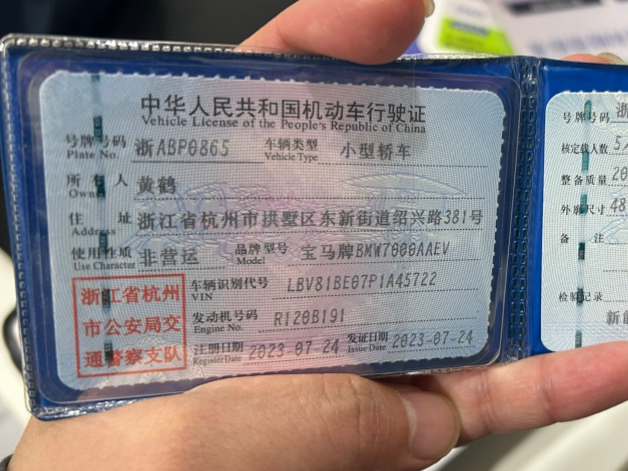 中华人民共和国机动车行驶证
Vehicle License of the People's Republic of China
号牌号码 浙ABP0865 车辆类型 小型轿车
Plate No. Vehicle Type
所有人 黄鹤
Owner
住址 浙江省杭州市拱墅区东新街道绍兴路381号
Address
使用性质 非营运 品牌型号 宝马牌BMW7000AAEV
Use Character Model
浙江省杭州
市公安局交
通警察支队
车辆识别代号 LBV81BE07P1A45722
VIN
发动机号码 R120B191
Engine No.
注册日期 2023-07-24 发证日期 2023-07-24
Register Date Issue Date
号牌号码 浙
核定载人数 5
整备质量 20
外廓尺寸 48
备注
检验记录
新能